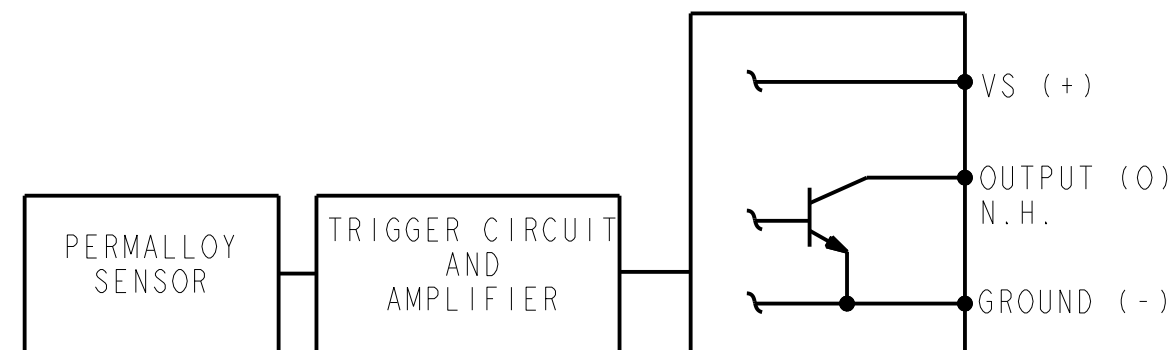 VS (+)
OUTPUT (O)
N.H.
TRIGGER CIRCUIT
AND
AMPLIFIER
PERMALLOY
SENSOR
GROUND (-)